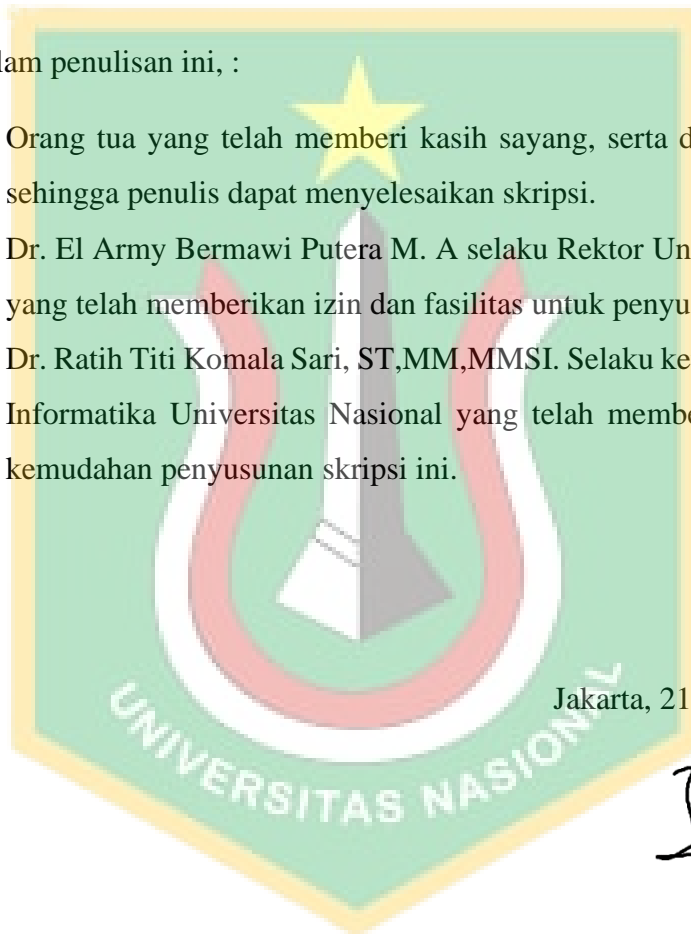 lam penulisan ini, :
Orang tua yang telah memberi kasih sayang, serta d
sehingga penulis dapat menyelesaikan skripsi.
Dr. El Army Bermawi Putera M. A selaku Rektor Un
yang telah memberikan izin dan fasilitas untuk penyu
Dr. Ratih Titi Komala Sari, ST,MM,MMSI. Selaku ke
Informatika Universitas Nasional yang telah membe
kemudahan penyusunan skripsi ini.
Jakarta, 21
UNIVERSITAS NASIONAL